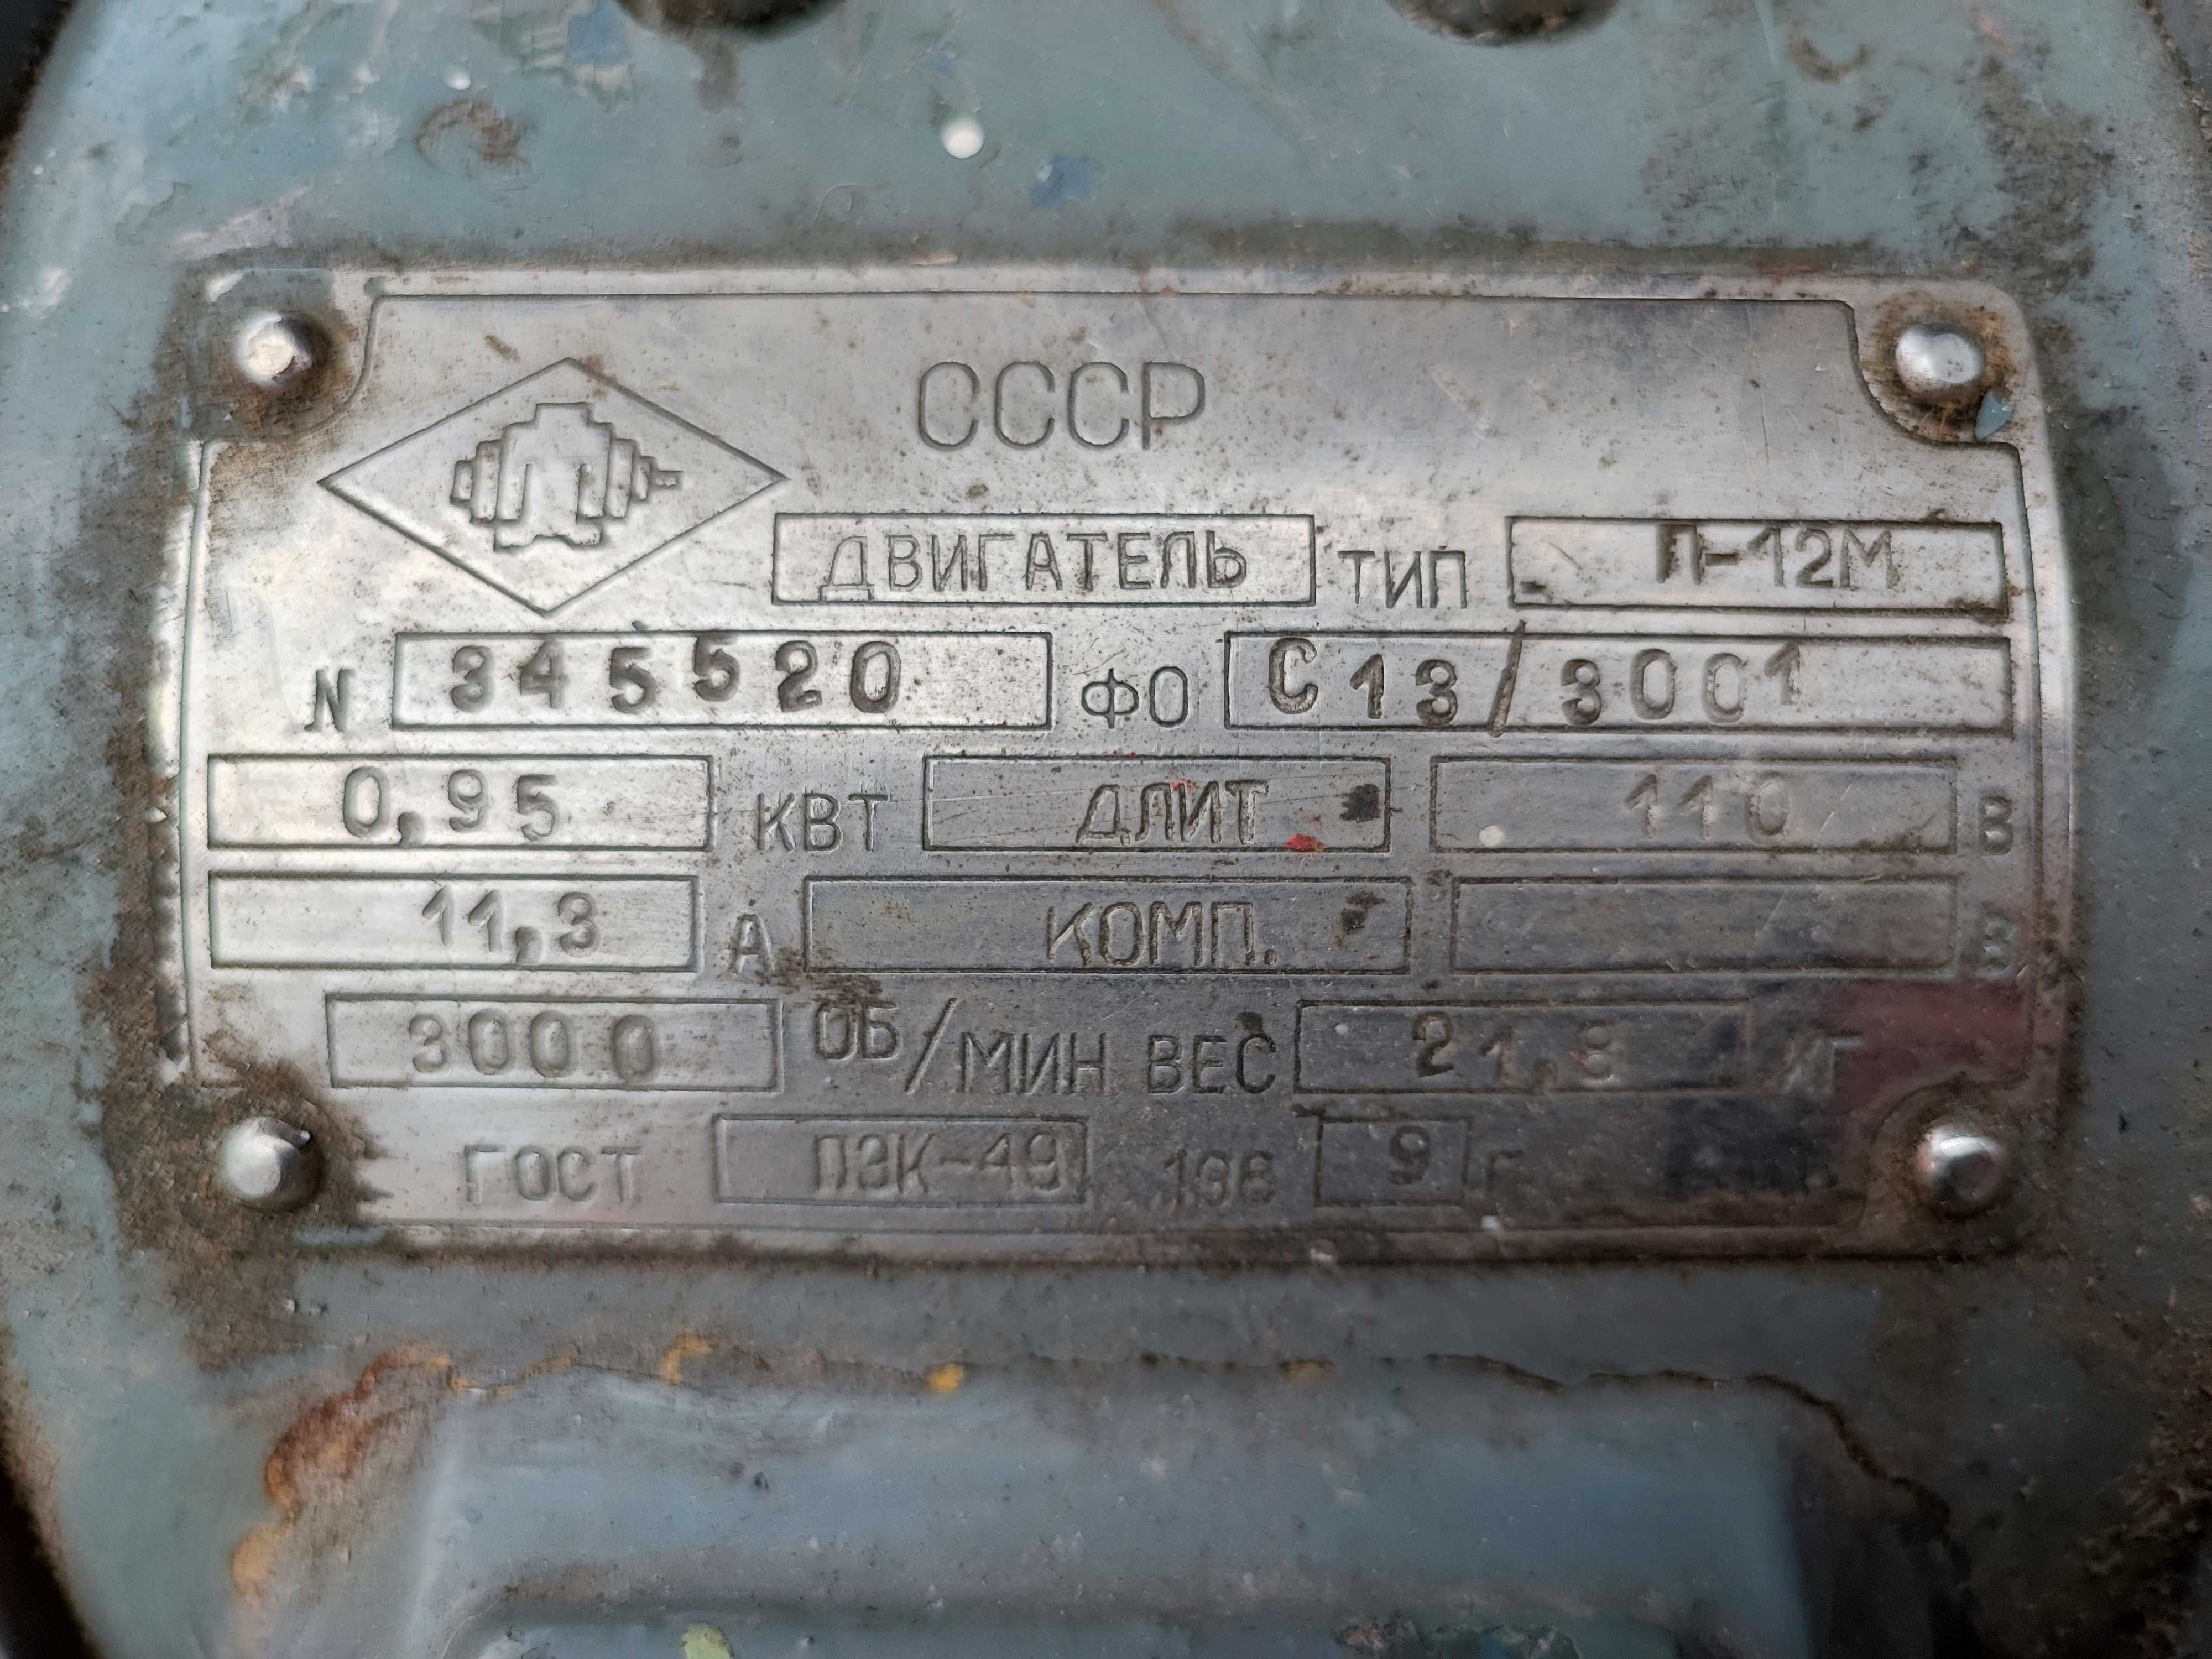 СССР
ДВИГАТЕЛЬ ТИП П-12М
N 345520 ФО С13/3001
0,95 КВТ ДЛИТ 110 В
11,3 А КОМП. В
3000 ОБ/МИН ВЕС 21,8 КГ
ГОСТ ПЭК-49 196 9 Г.